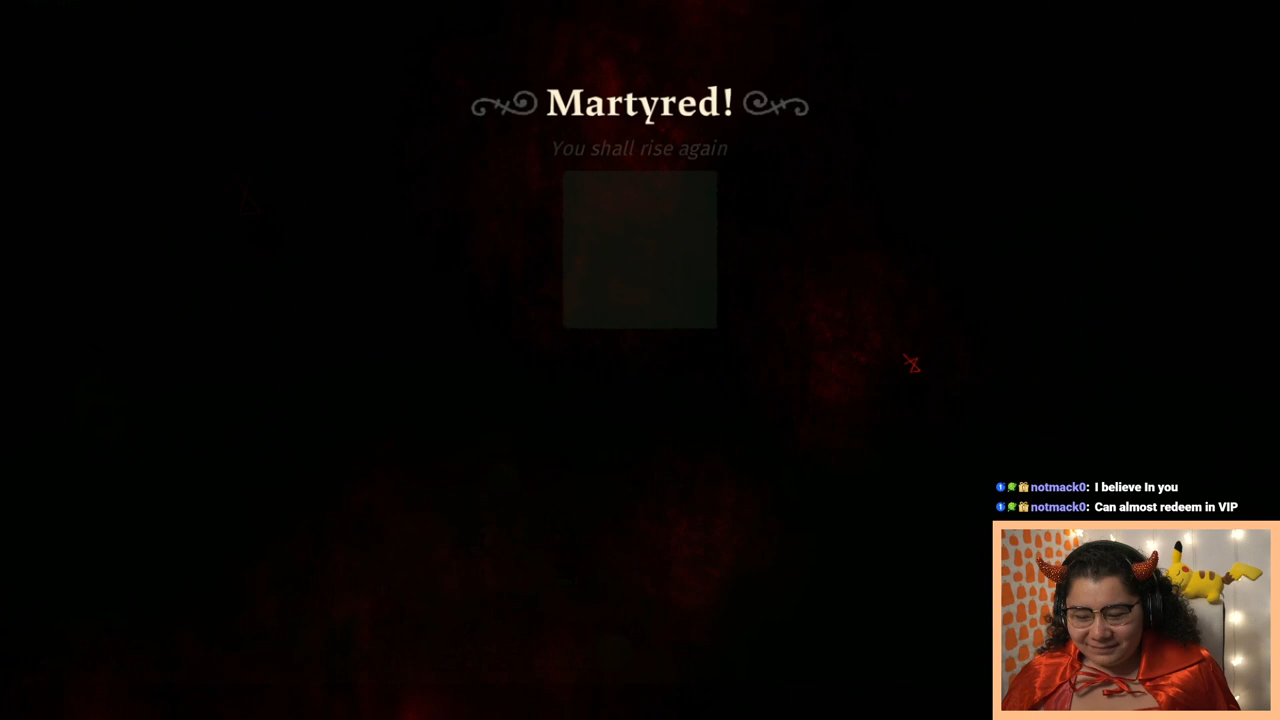 Martyred!
You shall rise again
notmack0: I believe In you
notmack0: Can almost redeem in VIP